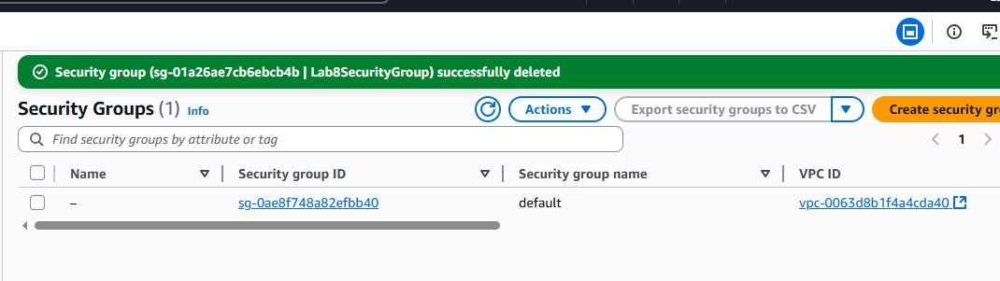 Security group (sg-01a26ae7cb6ebcb4b | Lab8SecurityGroup) successfully deleted
Security Groups (1) Info Actions Export security groups to CSV Create security gr
Find security groups by attribute or tag 1
Name Security group ID Security group name VPC ID
– sg-0ae8f748a82efbb40 default vpc-0063d8b1f4a4cda40